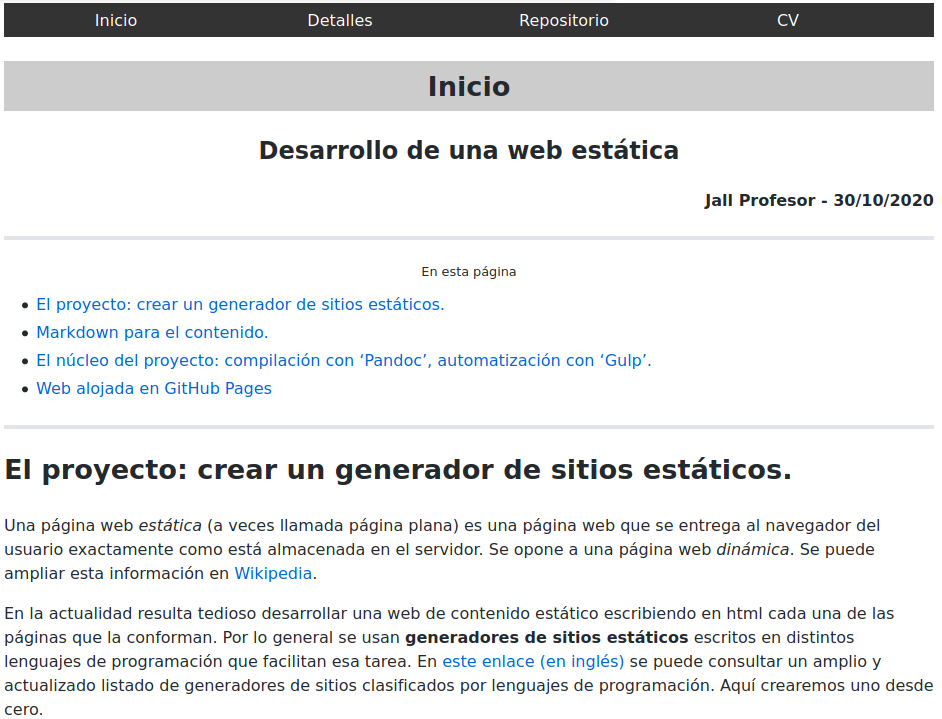 Inicio Detalles Repositorio CV
Inicio
Desarrollo de una web estática
Jall Profesor - 30/10/2020
En esta página
• El proyecto: crear un generador de sitios estáticos.
• Markdown para el contenido.
• El núcleo del proyecto: compilación con ‘Pandoc’, automatización con ‘Gulp’.
• Web alojada en GitHub Pages
El proyecto: crear un generador de sitios estáticos.
Una página web estática (a veces llamada página plana) es una página web que se entrega al navegador del
usuario exactamente como está almacenada en el servidor. Se opone a una página web dinámica. Se puede
ampliar esta información en Wikipedia.
En la actualidad resulta tedioso desarrollar una web de contenido estático escribiendo en html cada una de las
páginas que la conforman. Por lo general se usan generadores de sitios estáticos escritos en distintos
lenguajes de programación que facilitan esa tarea. En este enlace (en inglés) se puede consultar un amplio y
actualizado listado de generadores de sitios clasificados por lenguajes de programación. Aquí crearemos uno desde
cero.